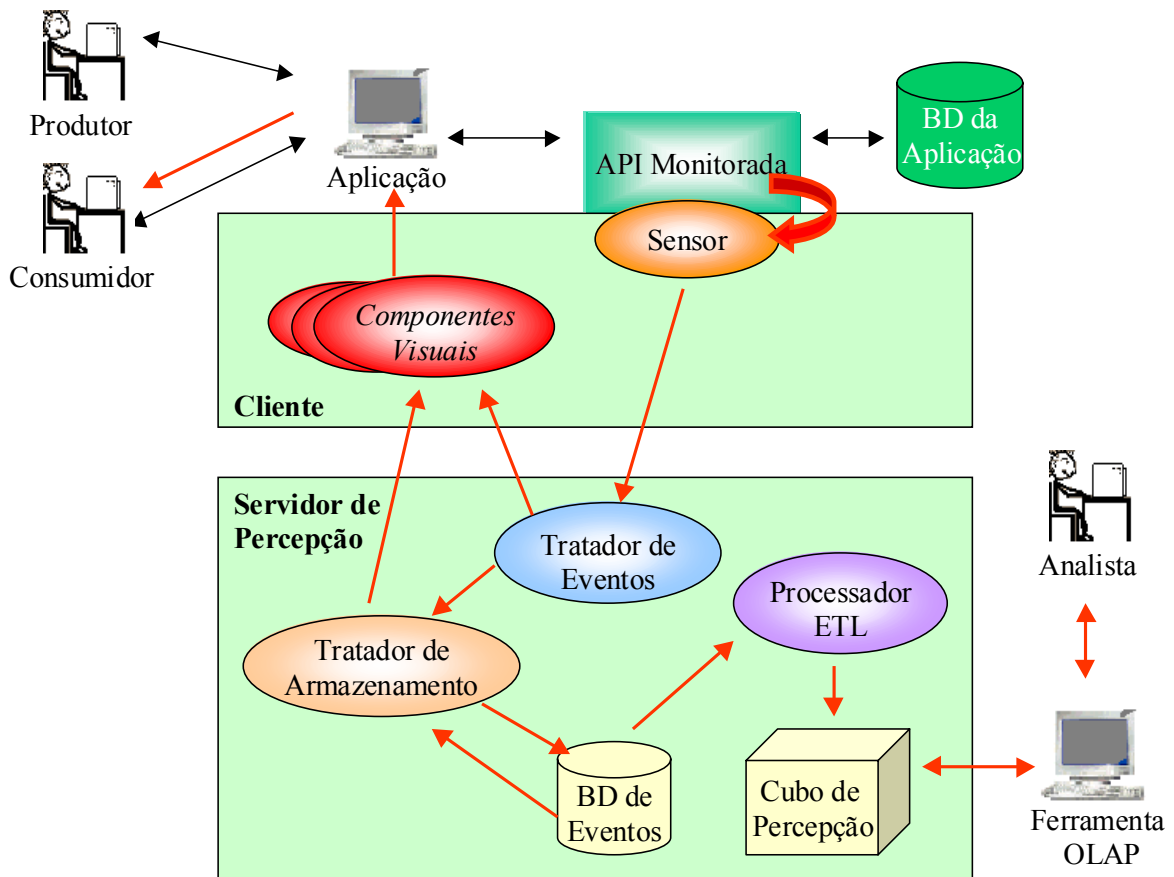 Produtor
Consumidor
Aplicação
API Monitorada
BD da
Aplicação
Sensor
Componentes
Visuais
Cliente
Servidor de
Percepção
Tratador de
Eventos
Processador
ETL
Tratador de
Armazenamento
BD de
Eventos
Cubo de
Percepção
Analista
Ferramenta
OLAP